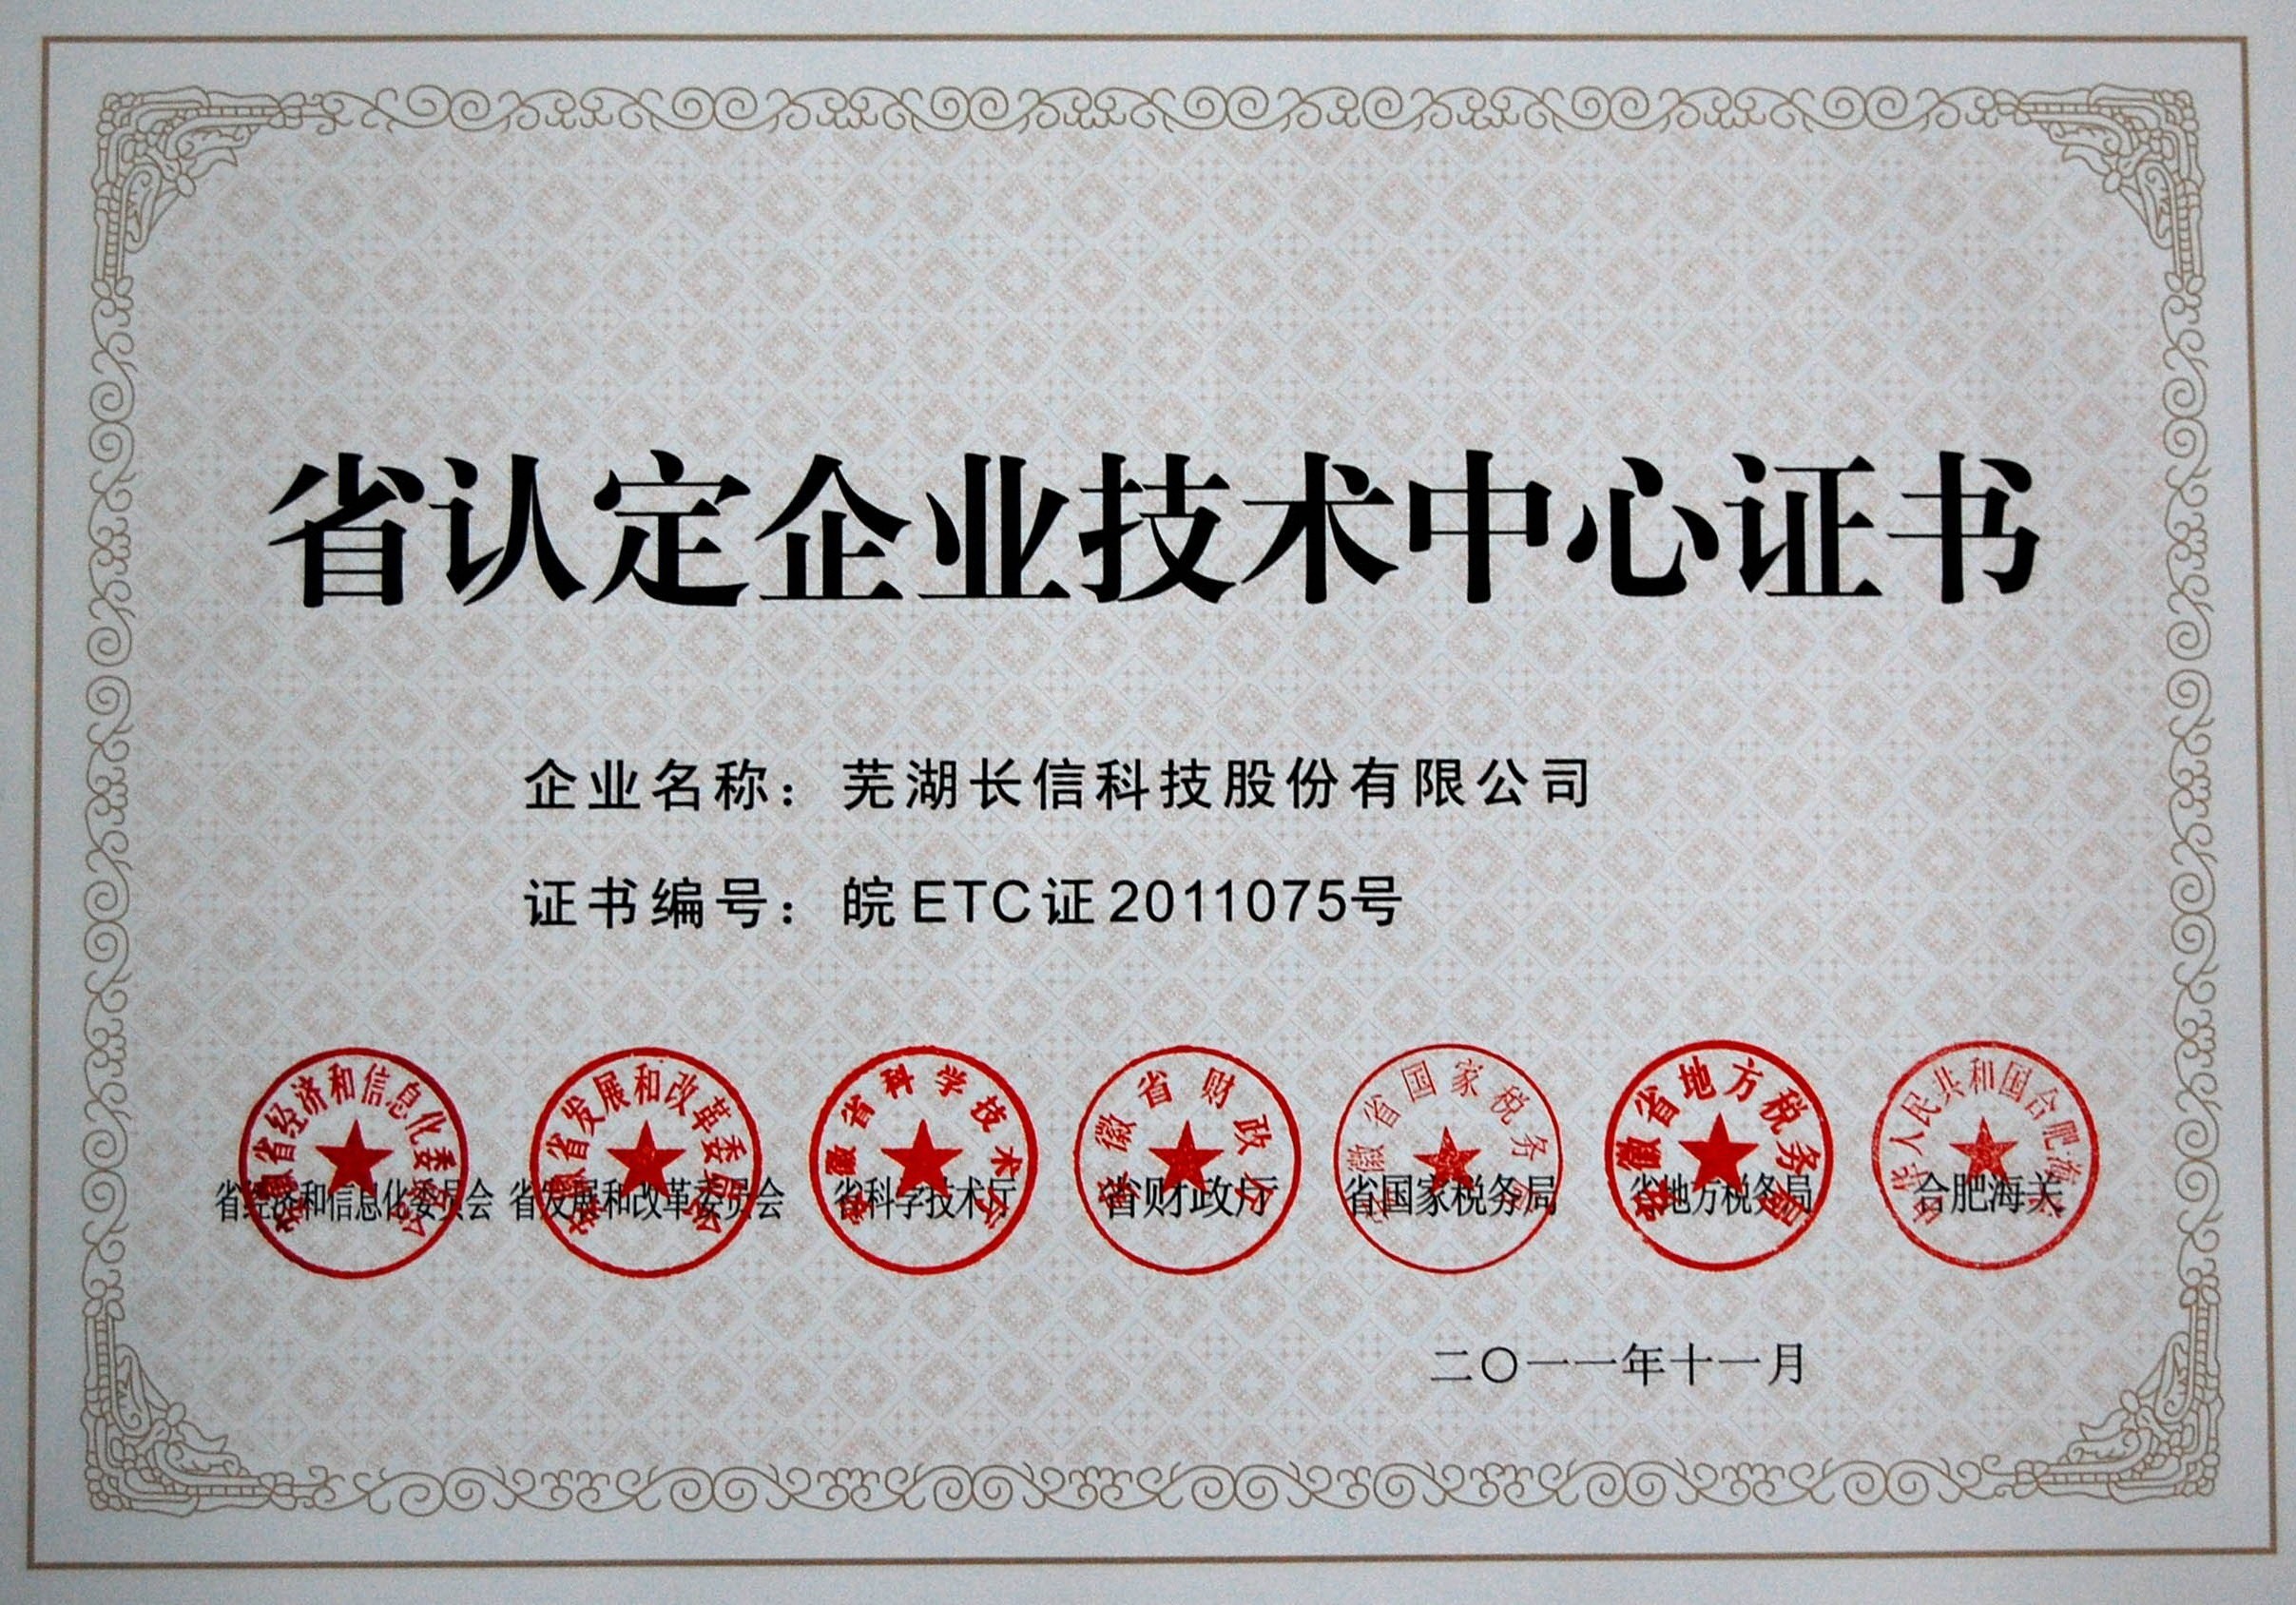 省认定企业技术中心证书
企业名称：芜湖长信科技股份有限公司
证书编号：皖ETC证2011075号
省经济和信息化委员会 省发展和改革委员会 省科学技术厅 省财政厅 省国家税务局 省地方税务局 合肥海关
二〇一一年十一月